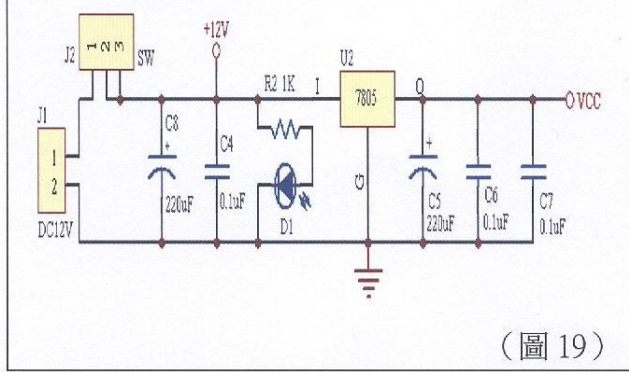 1 2 3
J2
SW
+12V
U2
R2 1K
I
7805
O
VCC
J1
1
2
DC12V
C8
+
220uF
C4
0.1uF
D1
G
+
C5
220uF
C6
0.1uF
C7
0.1uF
(圖 19)